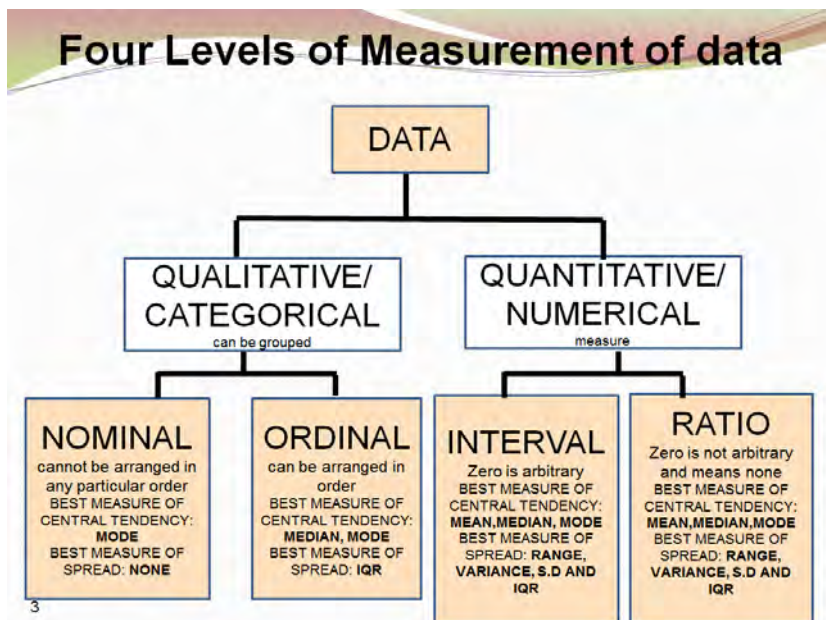 Four Levels of Measurement of data
DATA
QUALITATIVE/
CATEGORICAL
can be grouped
QUANTITATIVE/
NUMERICAL
measure
NOMINAL
cannot be arranged in
any particular order
BEST MEASURE OF
CENTRAL TENDENCY:
MODE
BEST MEASURE OF
SPREAD: NONE
ORDINAL
can be arranged in
order
BEST MEASURE OF
CENTRAL TENDENCY:
MEDIAN, MODE
BEST MEASURE OF
SPREAD: IQR
INTERVAL
Zero is arbitrary
BEST MEASURE OF
CENTRAL TENDENCY:
MEAN,MEDIAN, MODE
BEST MEASURE OF
SPREAD: RANGE,
VARIANCE, S.D AND
IQR
RATIO
Zero is not arbitrary
and means none
BEST MEASURE OF
CENTRAL TENDENCY:
MEAN,MEDIAN,MODE
BEST MEASURE OF
SPREAD: RANGE,
VARIANCE, S.D AND
IQR
3